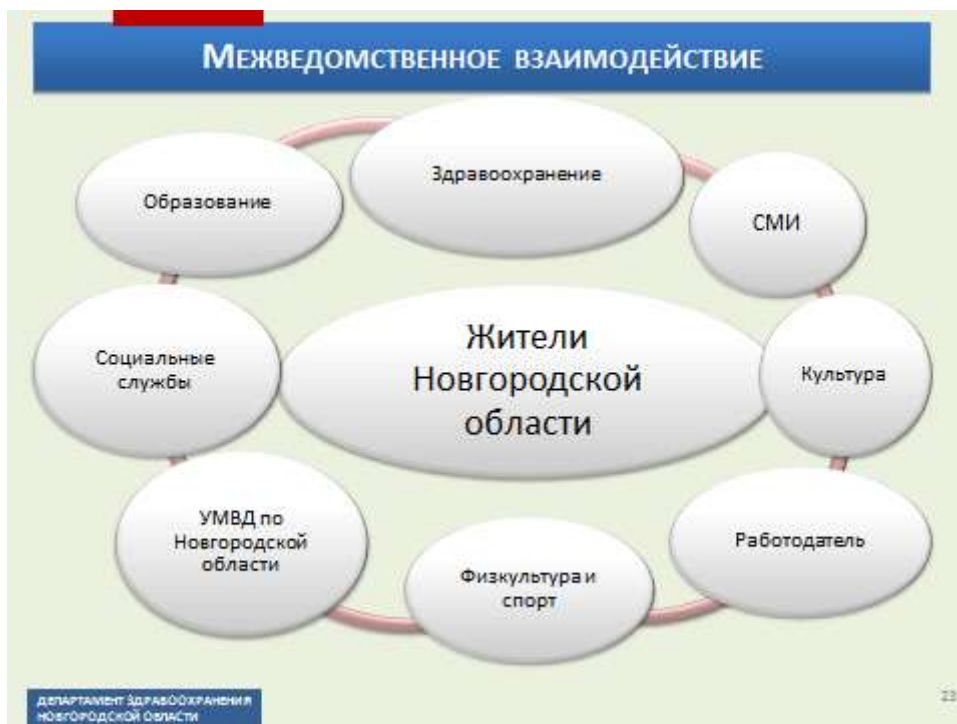 Межведомственное взаимодействие
Здравоохранение
Образование
СМИ
Социальные
службы
Жители
Новгородской
области
Культура
УМВД по
Новгородской
области
Физкультура и
спорт
Работодатель
ДЕПАРТАМЕНТ ЗДРАВООХРАНЕНИЯ
НОВГОРОДСКОЙ ОБЛАСТИ
23